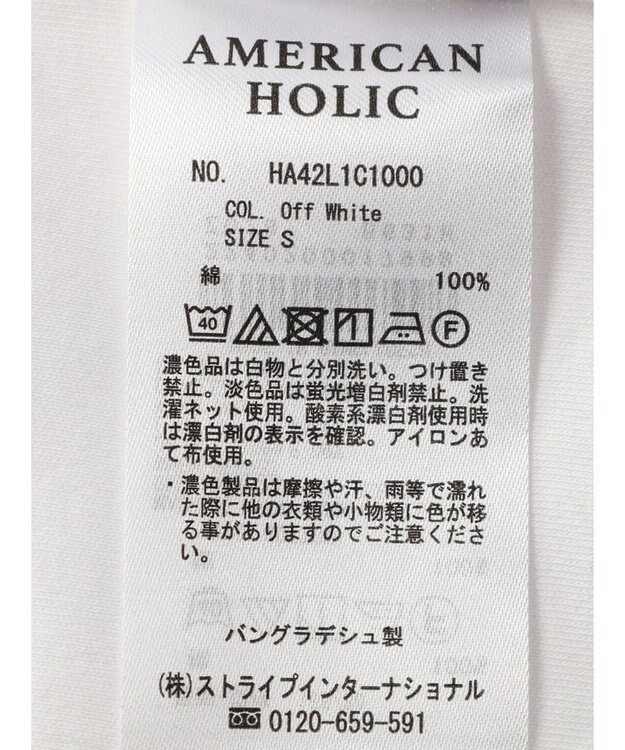 AMERICAN
HOLIC
NO. HA42L1C1000
COL. Off White
SIZE S
綿 100%
40 F
濃色品は白物と分別洗い。つけ置き
禁止。淡色品は蛍光増白剤禁止。洗
濯ネット使用。酸素系漂白剤使用時
は漂白剤の表示を確認。アイロンあ
て布使用。
・濃色製品は摩擦や汗、雨等で濡れ
た際に他の衣類や小物類に色が移
る事がありますのでご注意くださ
い。
バングラデシュ製
(株)ストライプインターナショナル
0120-659-591